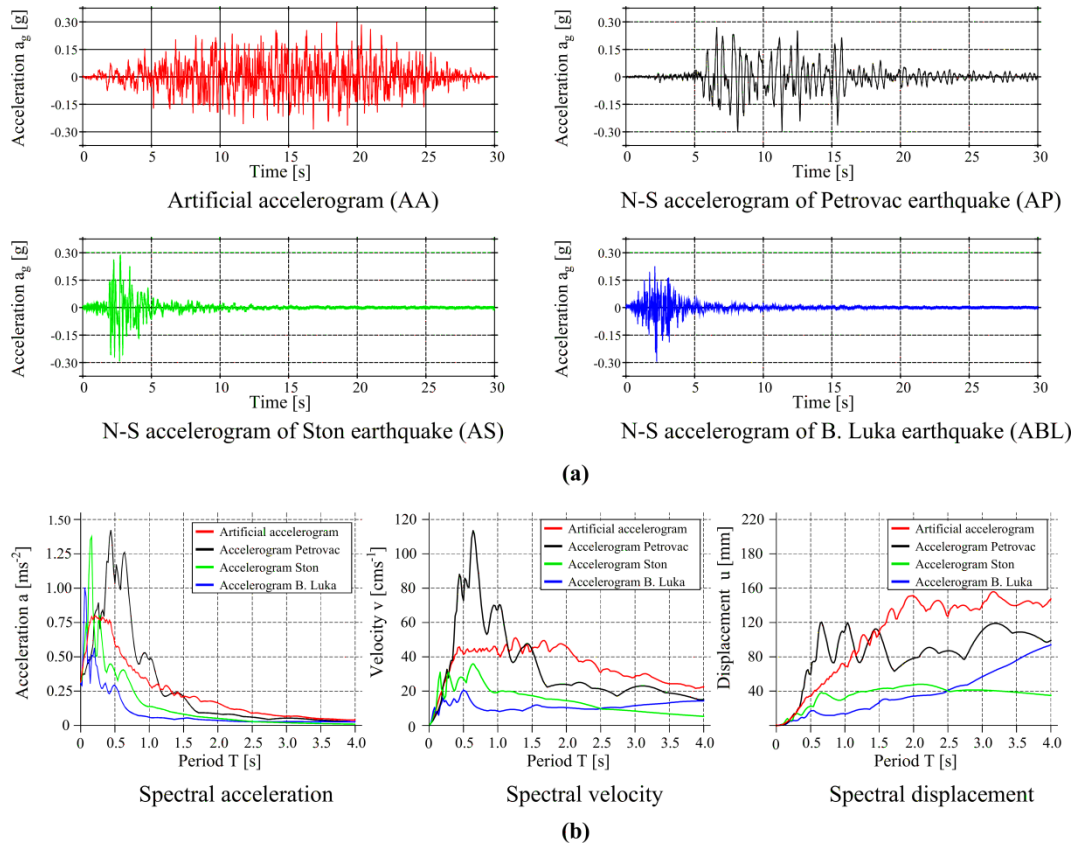 Acceleration a_g [g]
0.30
0.15
0
-0.15
-0.30
0 5 10 15 20 25 30
Time [s]
Artificial accelerogram (AA)
Acceleration a_g [g]
0.30
0.15
0
-0.15
-0.30
0 5 10 15 20 25 30
Time [s]
N-S accelerogram of Petrovac earthquake (AP)
Acceleration a_g [g]
0.30
0.15
0
-0.15
-0.30
0 5 10 15 20 25 30
Time [s]
N-S accelerogram of Ston earthquake (AS)
Acceleration a_g [g]
0.30
0.15
0
-0.15
-0.30
0 5 10 15 20 25 30
Time [s]
N-S accelerogram of B. Luka earthquake (ABL)
(a)
Acceleration a [ms⁻²]
1.50
1.25
1.00
0.75
0.50
0.25
0
0 0.5 1.0 1.5 2.0 2.5 3.0 3.5 4.0
Period T [s]
Artificial accelerogram
Accelerogram Petrovac
Accelerogram Ston
Accelerogram B. Luka
Spectral acceleration
Velocity v [cms⁻¹]
120
100
80
60
40
20
0
0 0.5 1.0 1.5 2.0 2.5 3.0 3.5 4.0
Period T [s]
Artificial accelerogram
Accelerogram Petrovac
Accelerogram Ston
Accelerogram B. Luka
Spectral velocity
Displacement u [mm]
220
160
120
80
40
0
0 0.5 1.0 1.5 2.0 2.5 3.0 3.5 4.0
Period T [s]
Artificial accelerogram
Accelerogram Petrovac
Accelerogram Ston
Accelerogram B. Luka
Spectral displacement
(b)